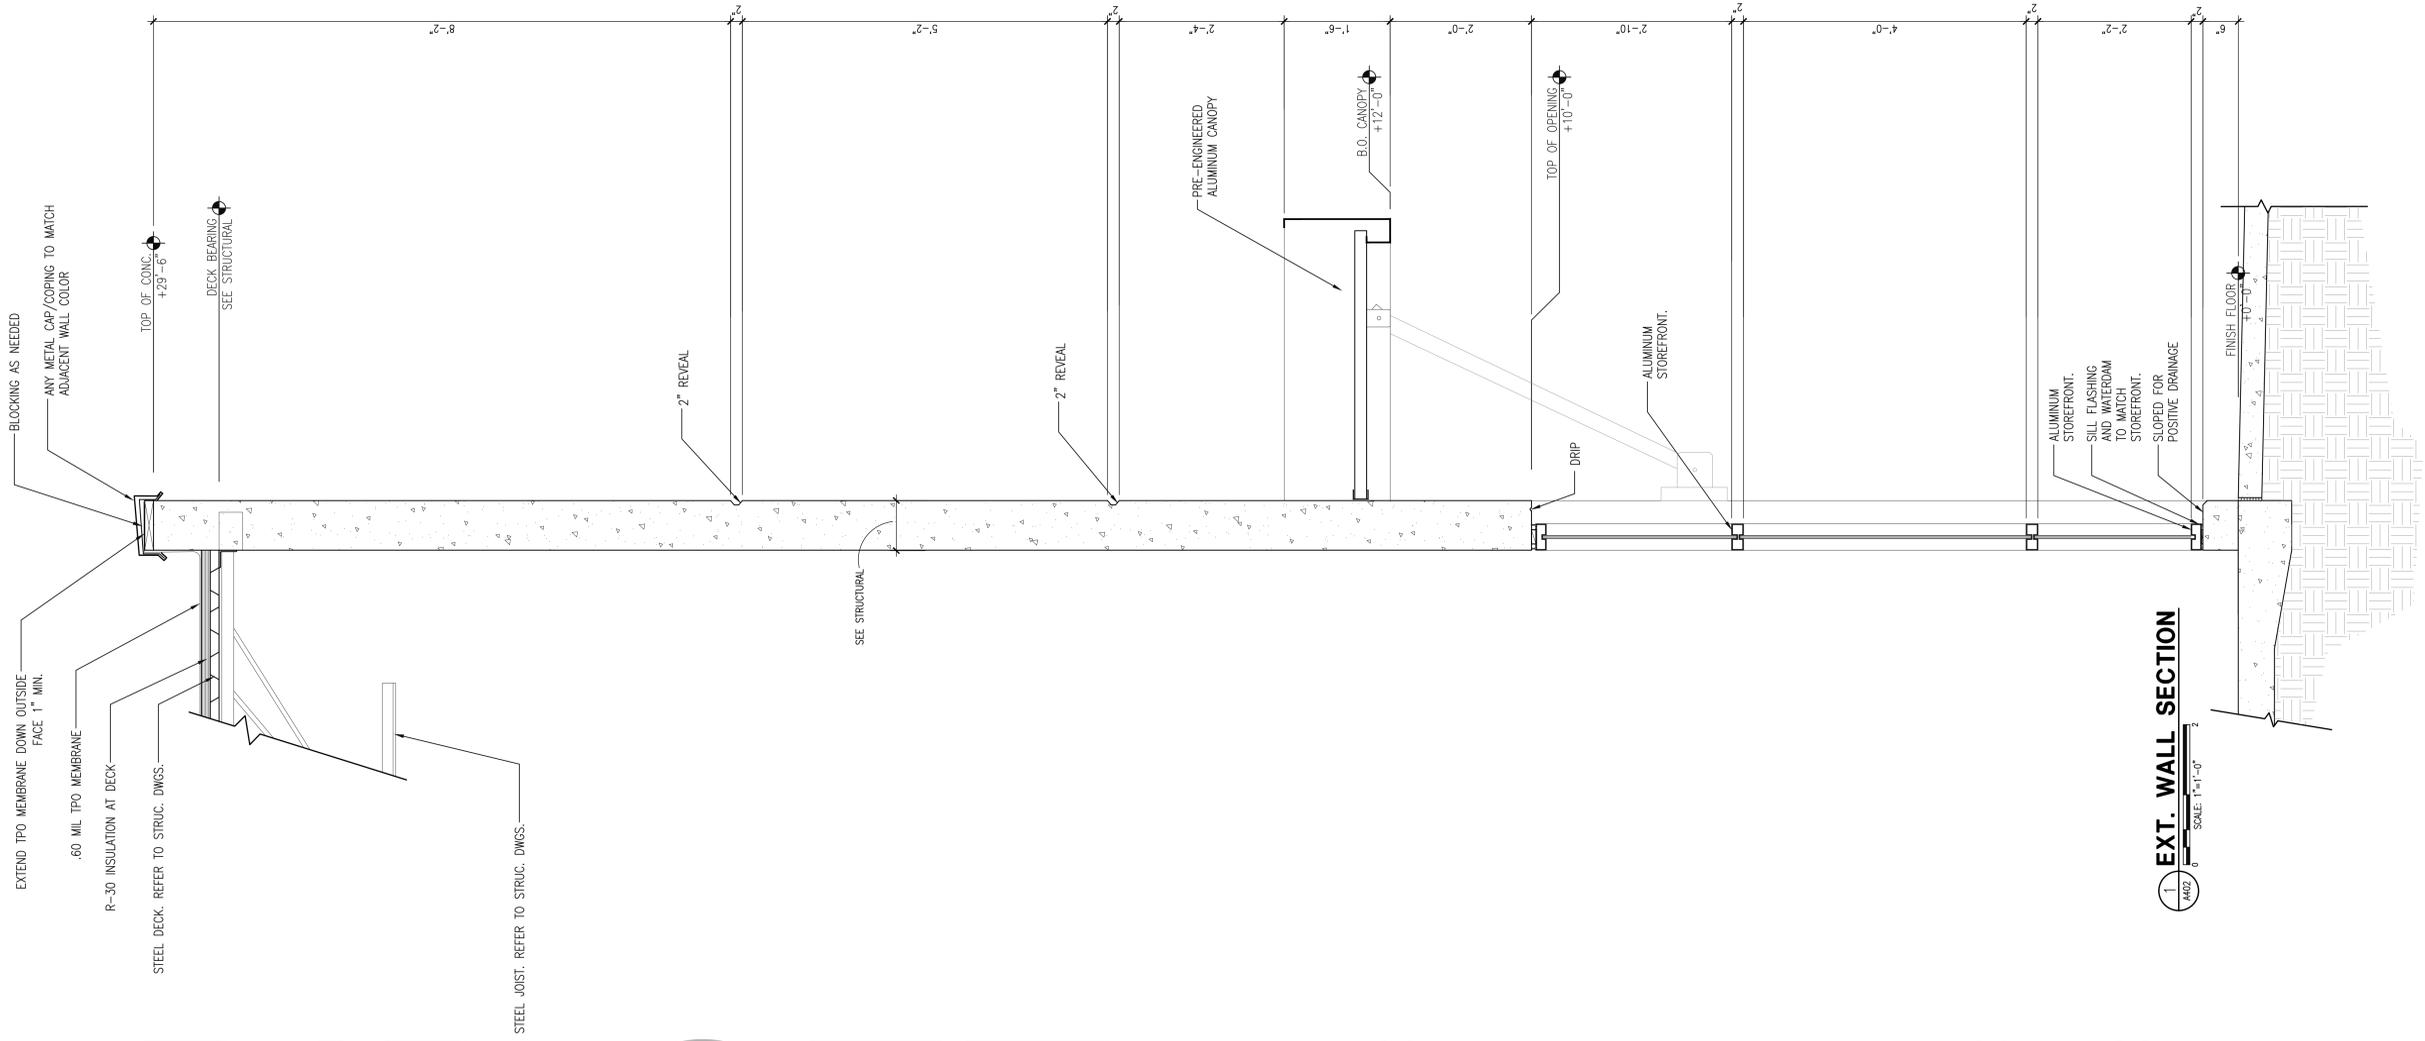 BLOCKING AS NEEDED
ANY METAL CAP/COPING TO MATCH
ADJACENT WALL COLOR
TOP OF CONC.
+29'-6"
DECK BEARING
SEE STRUCTURAL
EXTEND TPO MEMBRANE DOWN OUTSIDE
FACE 1" MIN.
.60 MIL TPO MEMBRANE
R-30 INSULATION AT DECK
STEEL DECK. REFER TO STRUC. DWGS.
STEEL JOIST. REFER TO STRUC. DWGS.
2" REVEAL
SEE STRUCTURAL
2" REVEAL
PRE-ENGINEERED
ALUMINUM CANOPY
B.O. CANOPY
+12'-0"
TOP OF OPENING
+10'-0"
DRIP
ALUMINUM
STOREFRONT.
ALUMINUM
STOREFRONT.
SILL FLASHING
AND WATERDAM
TO MATCH
STOREFRONT.
SLOPED FOR
POSITIVE DRAINAGE
FINISH FLOOR
+0'-0"
8'-2"
2"
5'-2"
2"
2'-4"
1'-6"
2'-0"
2'-10"
2"
4'-0"
2"
2'-2"
2"
6"
1
A402
EXT. WALL SECTION
0
2
SCALE: 1"=1'-0"